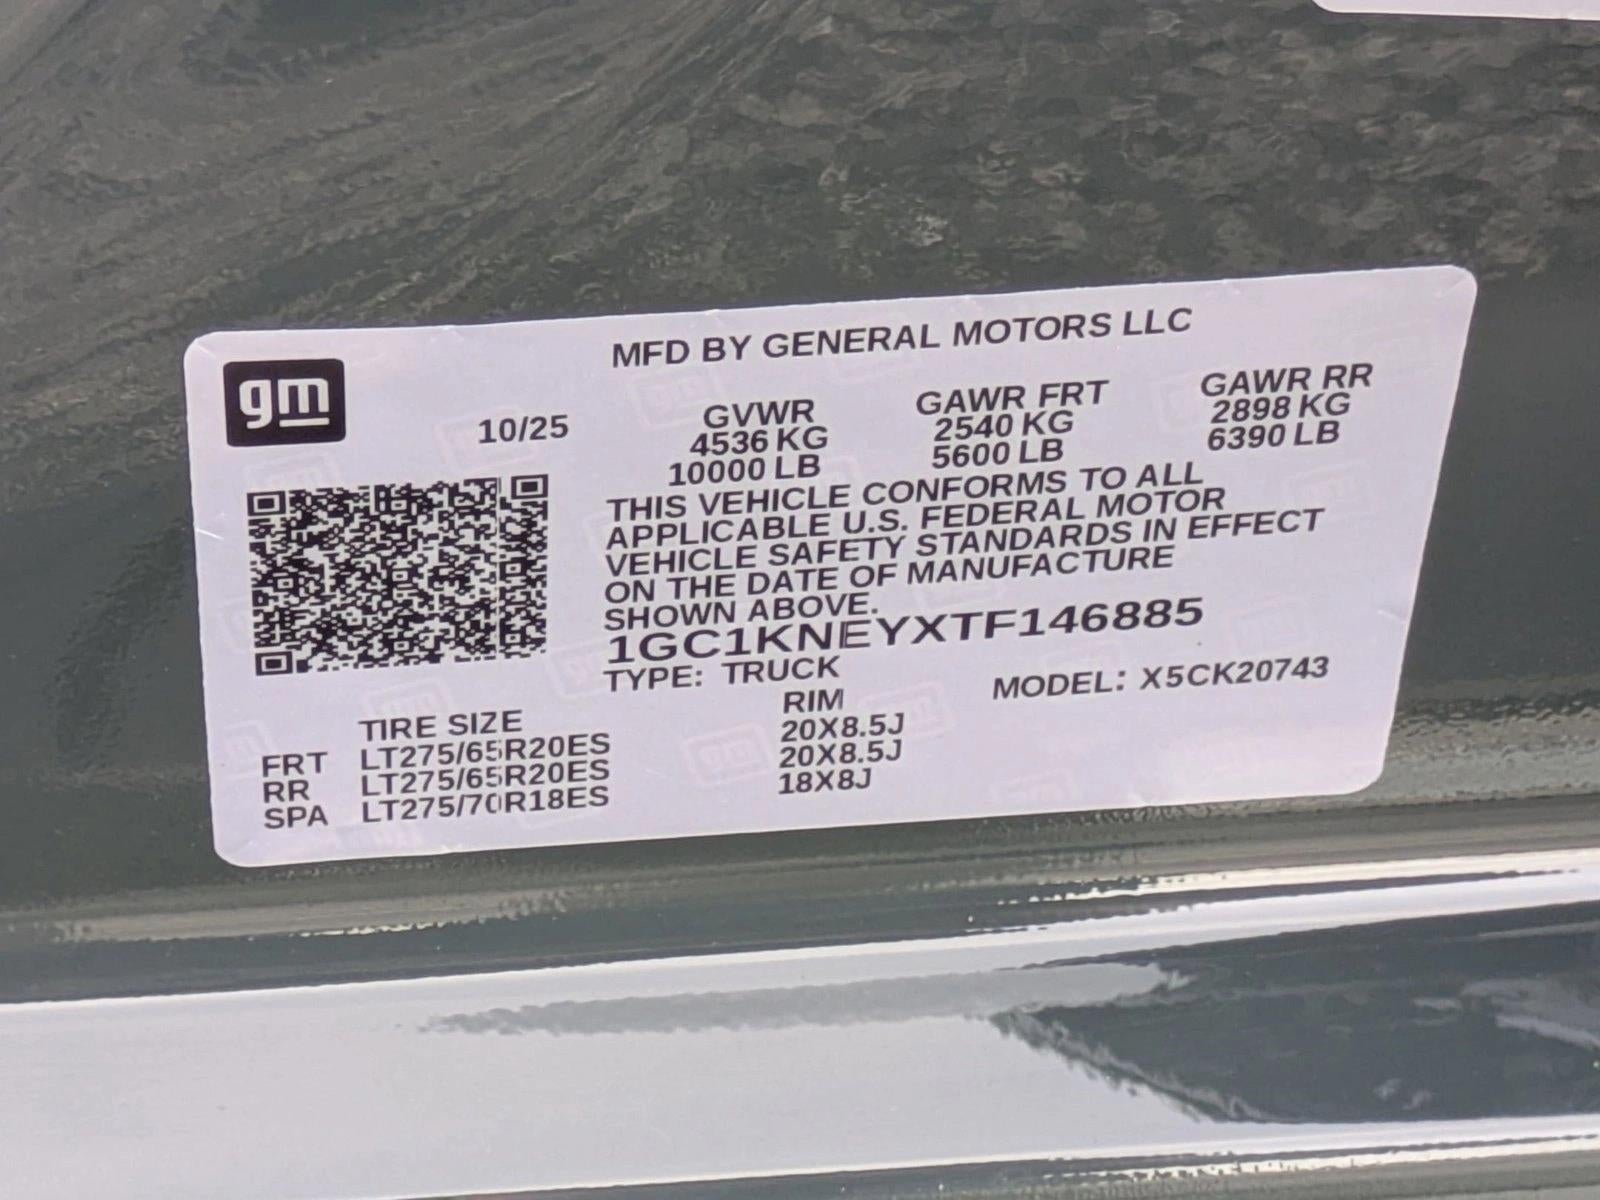 MFD BY GENERAL MOTORS LLC
gm
10/25
GVWR GAWR FRT GAWR RR
4536 KG 2540 KG 2898 KG
10000 LB 5600 LB 6390 LB
THIS VEHICLE CONFORMS TO ALL
APPLICABLE U.S. FEDERAL MOTOR
VEHICLE SAFETY STANDARDS IN EFFECT
ON THE DATE OF MANUFACTURE
SHOWN ABOVE.
1GC1KNEYXTF146885
TYPE: TRUCK MODEL: X5CK20743
TIRE SIZE RIM
FRT LT275/65R20ES 20X8.5J
RR LT275/65R20ES 20X8.5J
SPA LT275/70R18ES 18X8J